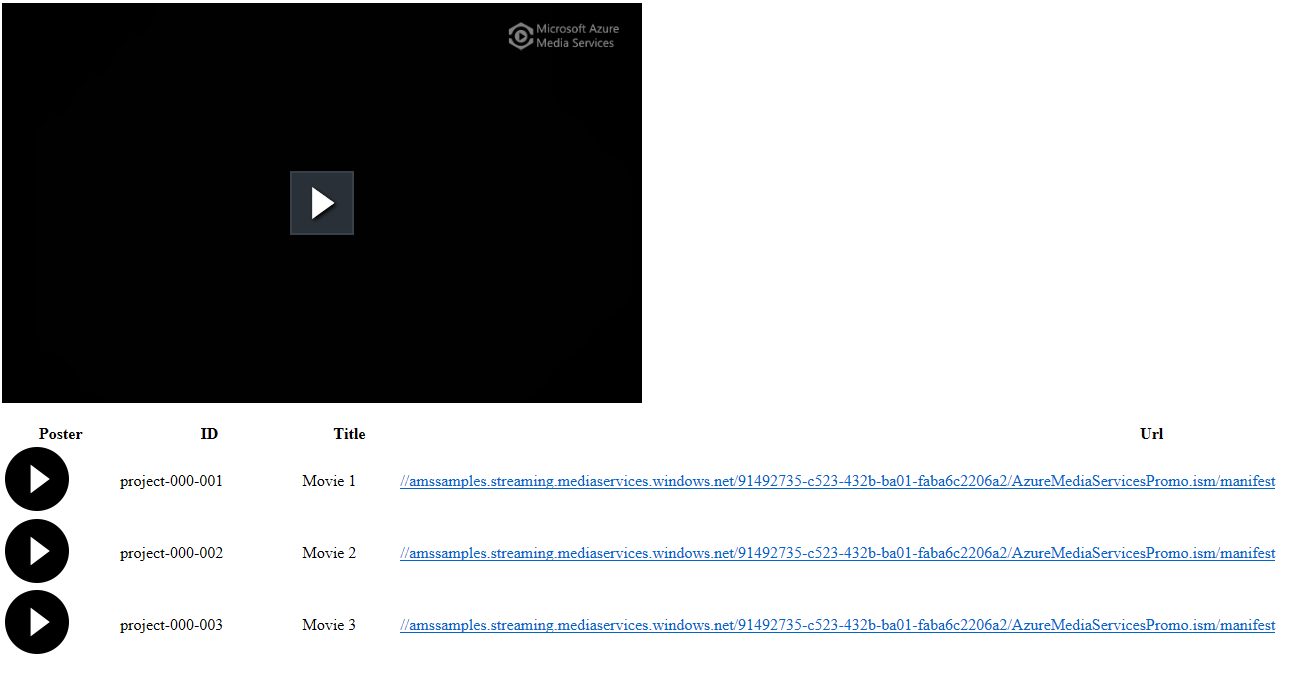 Microsoft Azure
Media Services
Poster ID Title Url
project-000-001 Movie 1 //amssamples.streaming.mediaservices.windows.net/91492735-c523-432b-ba01-faba6c2206a2/AzureMediaServicesPromo.ism/manifest
project-000-002 Movie 2 //amssamples.streaming.mediaservices.windows.net/91492735-c523-432b-ba01-faba6c2206a2/AzureMediaServicesPromo.ism/manifest
project-000-003 Movie 3 //amssamples.streaming.mediaservices.windows.net/91492735-c523-432b-ba01-faba6c2206a2/AzureMediaServicesPromo.ism/manifest